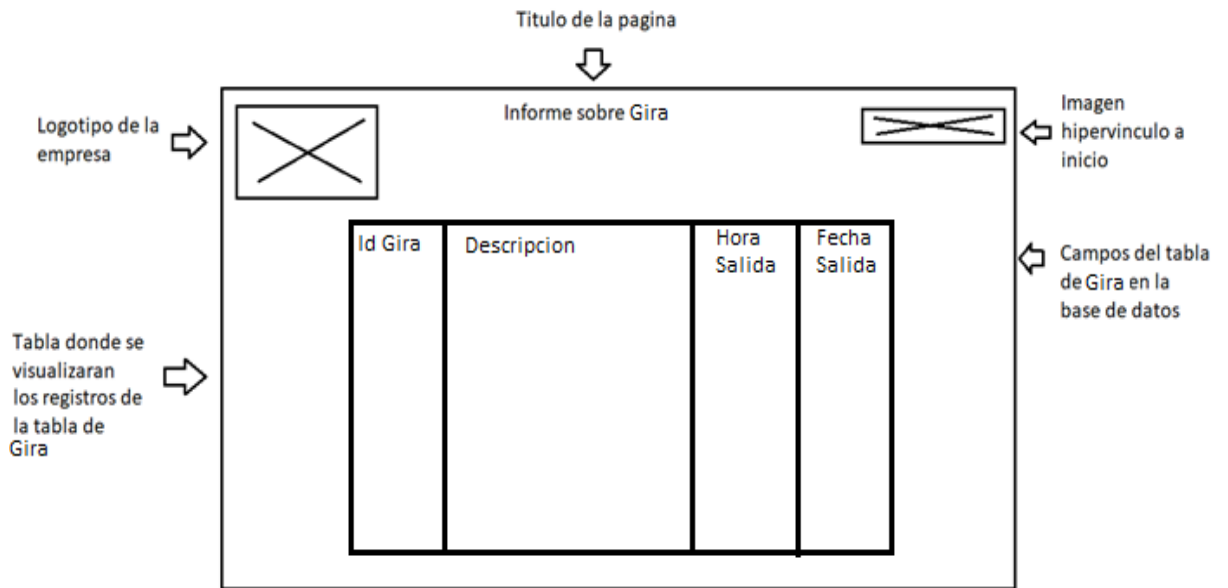 Titulo de la pagina
Logotipo de la
empresa
Informe sobre Gira
Imagen
hipervinculo a
inicio
Id Gira
Descripcion
Hora
Salida
Fecha
Salida
Campos del tabla
de Gira en la
base de datos
Tabla donde se
visualizaran
los registros de
la tabla de
Gira